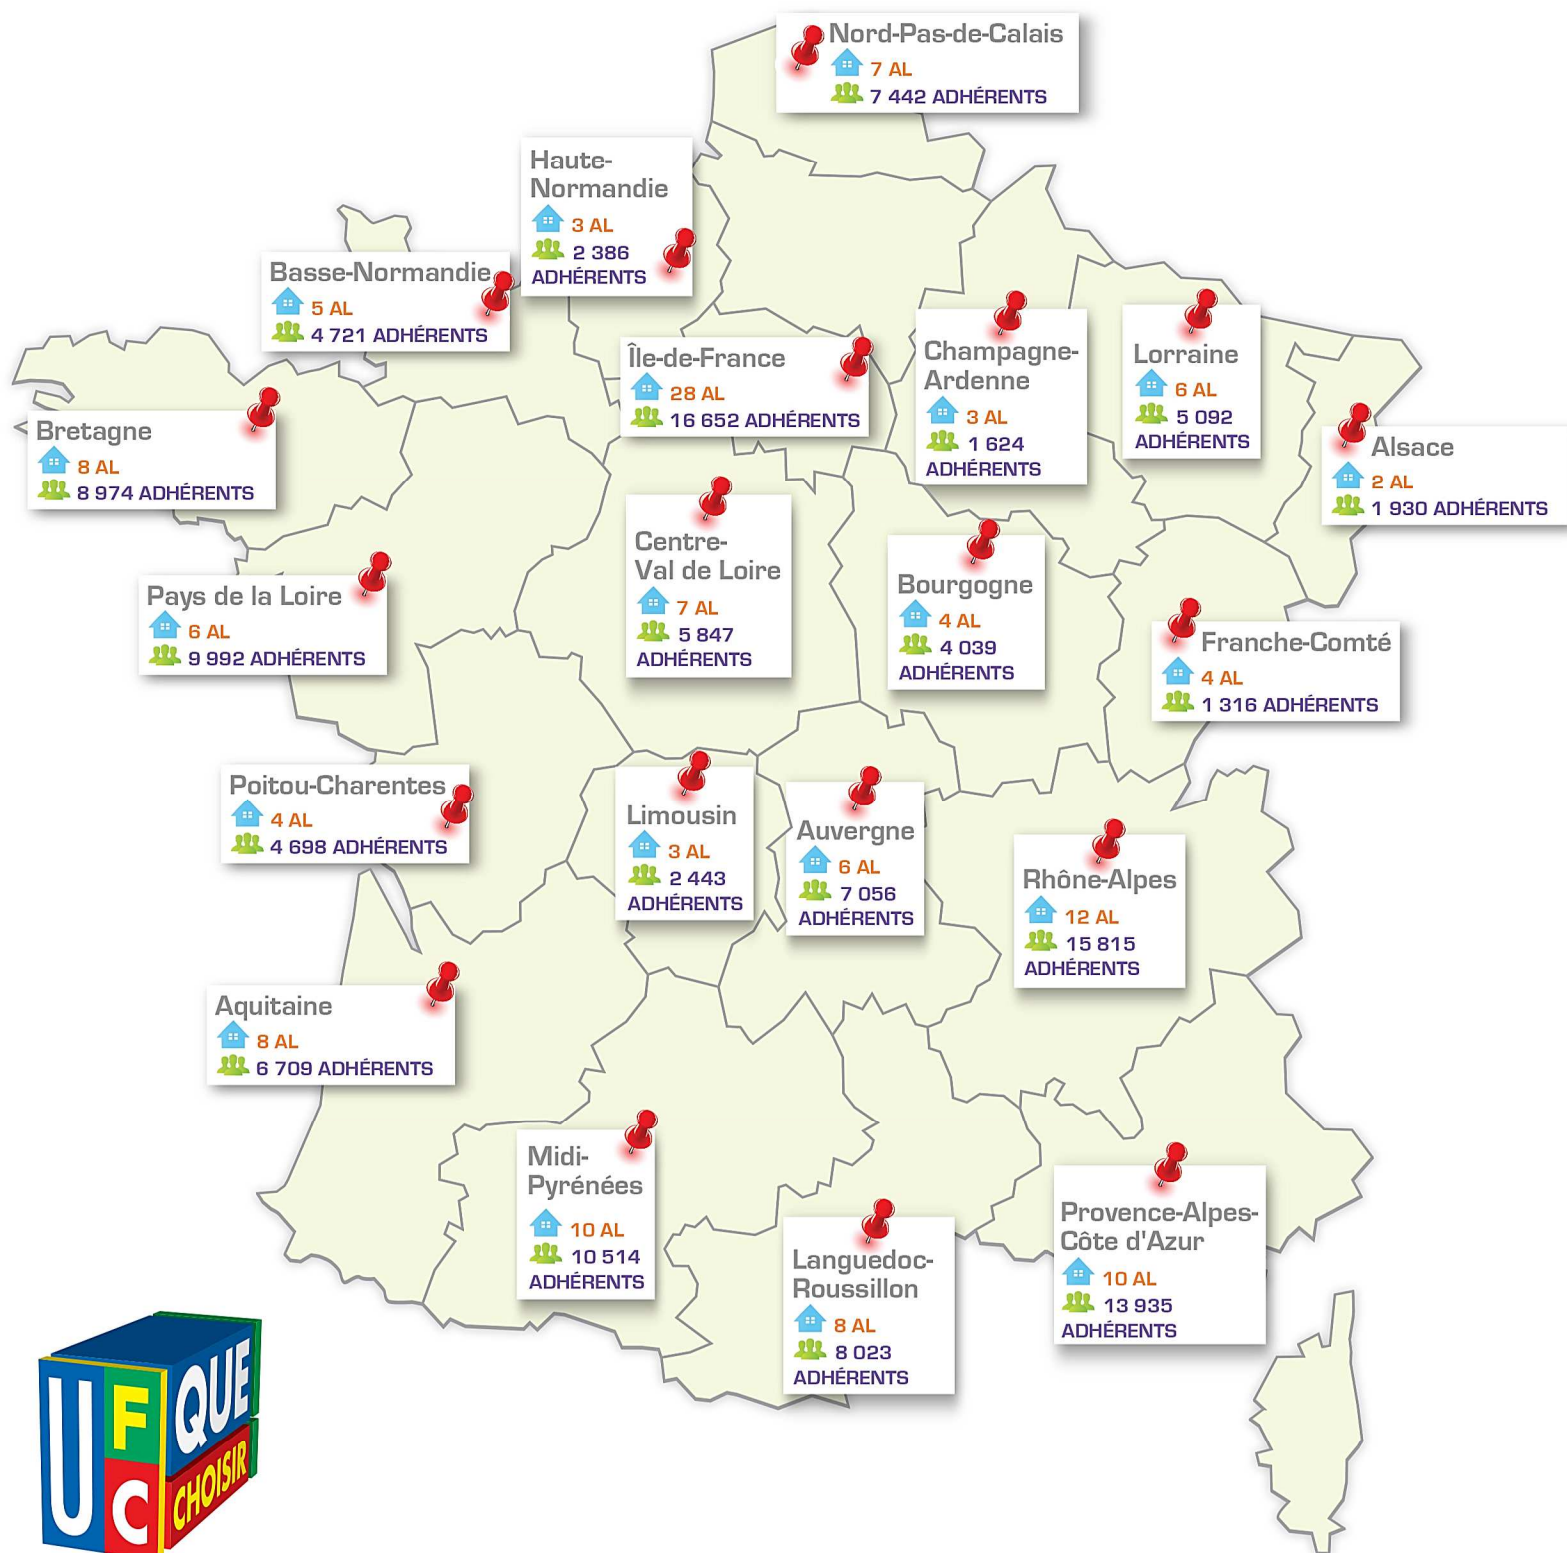 Nord-Pas-de-Calais
7 AL
7 442 ADHÉRENTS
Haute-
Normandie
3 AL
2 386
ADHÉRENTS
Basse-Normandie
5 AL
4 721 ADHÉRENTS
Île-de-France
28 AL
16 652 ADHÉRENTS
Champagne-
Ardenne
3 AL
1 624
ADHÉRENTS
Lorraine
6 AL
5 092
ADHÉRENTS
Alsace
2 AL
1 930 ADHÉRENTS
Bretagne
8 AL
8 974 ADHÉRENTS
Centre-
Val de Loire
7 AL
5 847
ADHÉRENTS
Bourgogne
4 AL
4 039
ADHÉRENTS
Pays de la Loire
6 AL
9 992 ADHÉRENTS
Franche-Comté
4 AL
1 316 ADHÉRENTS
Poitou-Charentes
4 AL
4 698 ADHÉRENTS
Limousin
3 AL
2 443
ADHÉRENTS
Auvergne
6 AL
7 056
ADHÉRENTS
Rhône-Alpes
12 AL
15 815
ADHÉRENTS
Aquitaine
8 AL
6 709 ADHÉRENTS
Midi-
Pyrénées
10 AL
10 514
ADHÉRENTS
Languedoc-
Roussillon
8 AL
8 023
ADHÉRENTS
Provence-Alpes-
Côte d'Azur
10 AL
13 935
ADHÉRENTS
UFC
QUE
CHOISIR